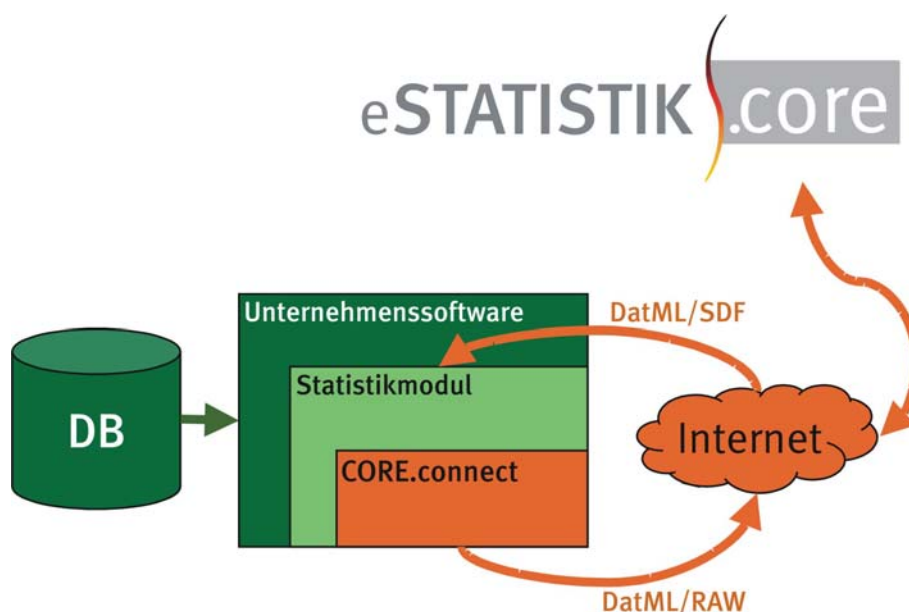 eSTATISTIK.core
Unternehmenssoftware
DatML/SDF
Statistikmodul
DB
Internet
CORE.connect
DatML/RAW